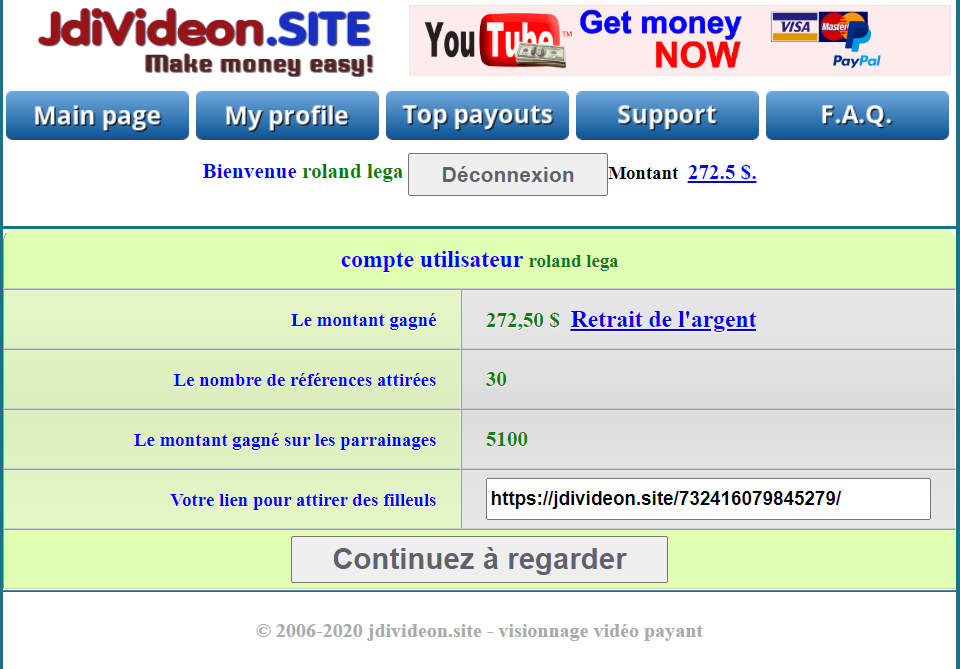 JdiVideon.SITE
Make money easy!
You Tube™ Get money NOW VISA MasterCard PayPal
Main page My profile Top payouts Support F.A.Q.
Bienvenue roland lega Déconnexion Montant 272.5 $.
compte utilisateur roland lega
Le montant gagné 272,50 $ Retrait de l'argent
Le nombre de références attirées 30
Le montant gagné sur les parrainages 5100
Votre lien pour attirer des filleuls https://jdivideon.site/732416079845279/
Continuez à regarder
© 2006-2020 jdivideon.site - visionnage vidéo payant